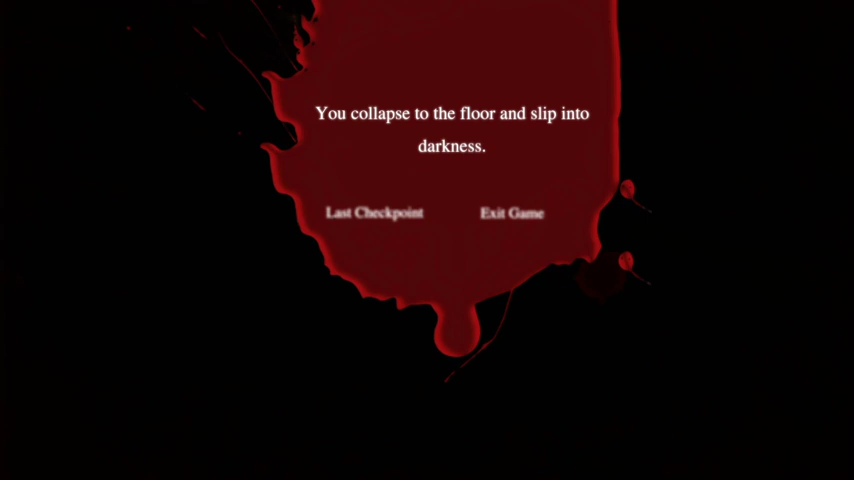 You collapse to the floor and slip into
darkness.
Last Checkpoint Exit Game